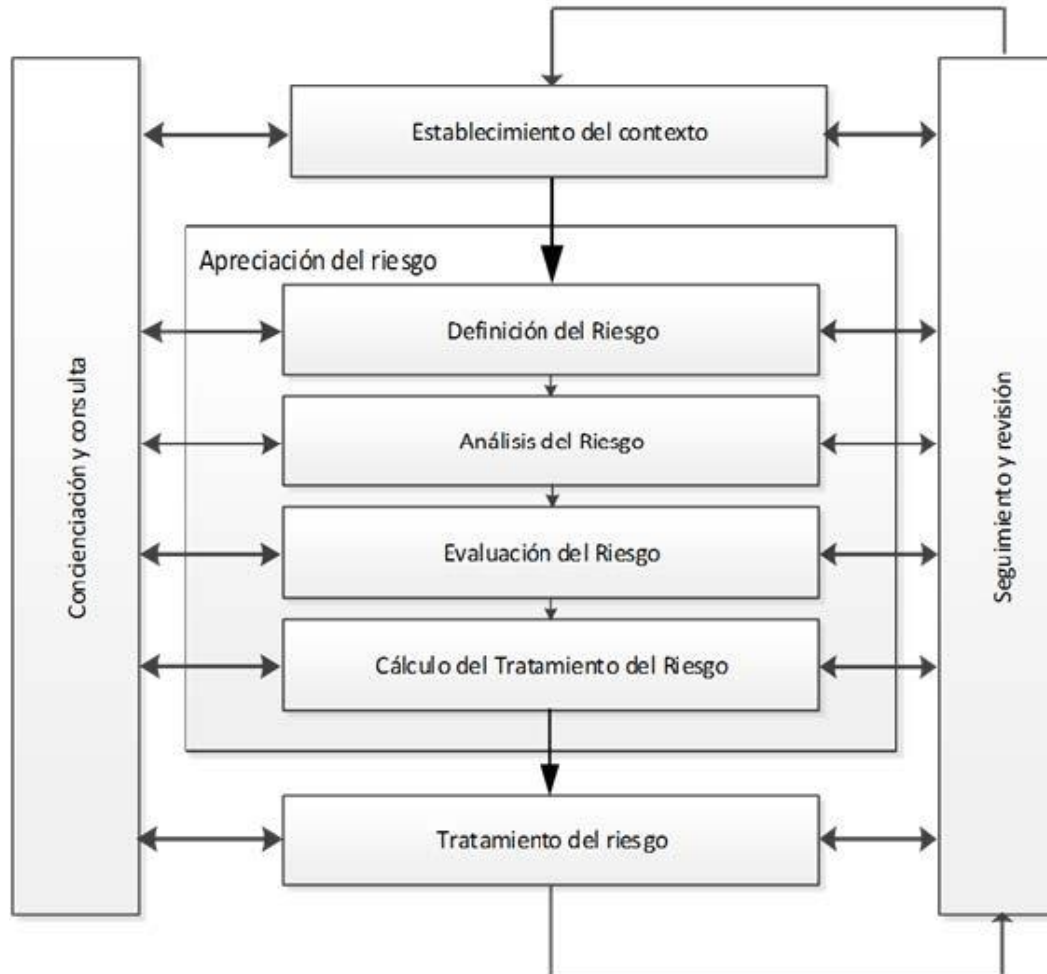 Establecimiento del contexto
Apreciación del riesgo
Definición del Riesgo
Análisis del Riesgo
Evaluación del Riesgo
Cálculo del Tratamiento del Riesgo
Tratamiento del riesgo
Concienciación y consulta
Seguimiento y revisión